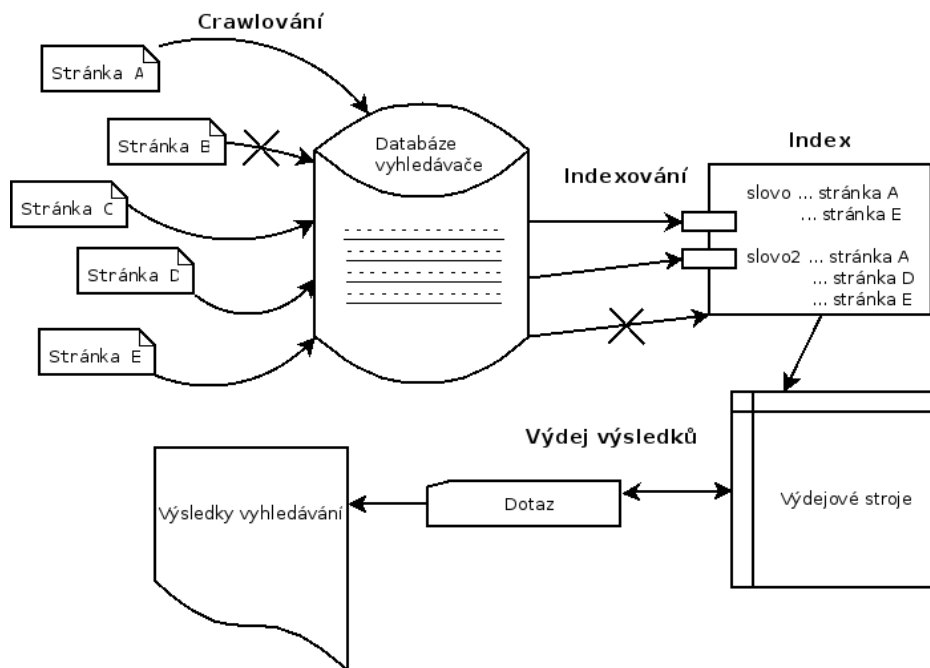 Crawlování
Stránka A
Stránka B
Stránka C
Stránka D
Stránka E
Databáze
vyhledávače
Indexování
Index
slovo ... stránka A
... stránka E
slovo2 ... stránka A
... stránka D
... stránka E
Výdej výsledků
Výsledky vyhledávání
Dotaz
Výdejové stroje